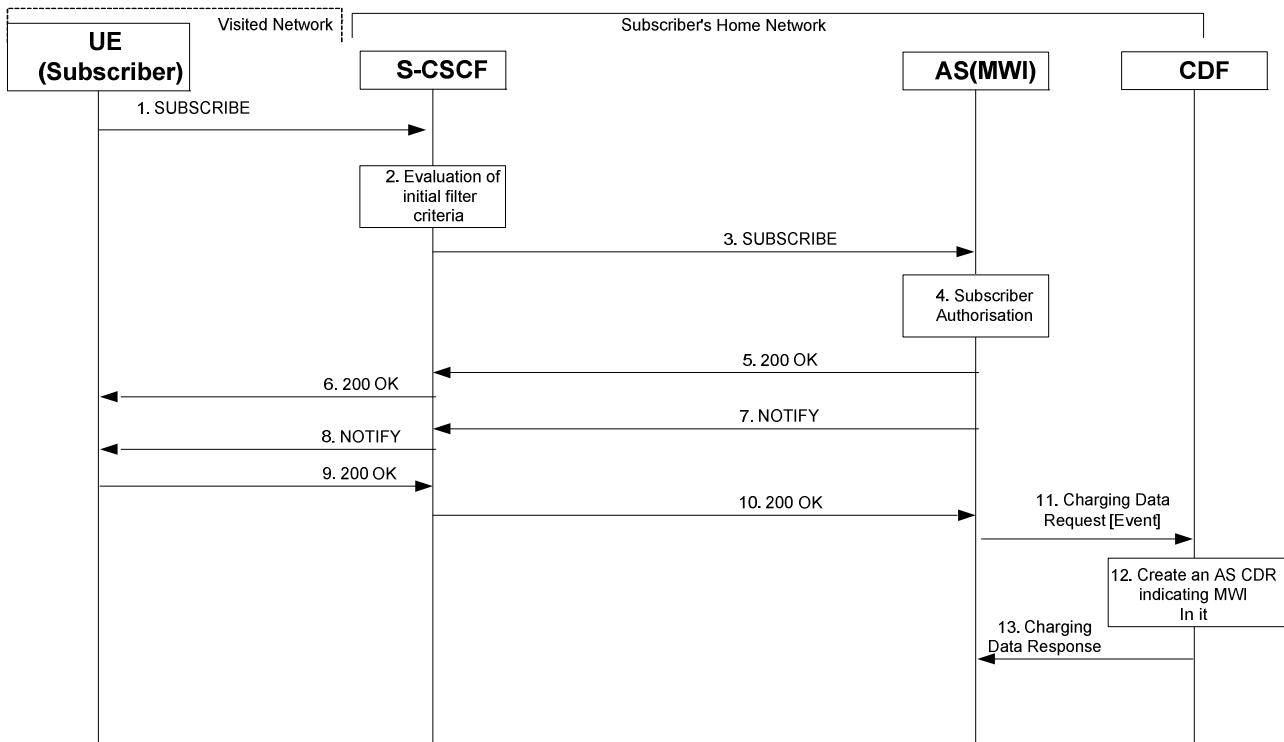 Visited Network
Subscriber's Home Network
UE
(Subscriber)
S-CSCF
AS(MWI)
CDF
1. SUBSCRIBE
2. Evaluation of
initial filter
criteria
3. SUBSCRIBE
4. Subscriber
Authorisation
5. 200 OK
6. 200 OK
7. NOTIFY
8. NOTIFY
9. 200 OK
10. 200 OK
11. Charging Data
Request [Event]
12. Create an AS CDR
indicating MWI
In it
13. Charging
Data Response